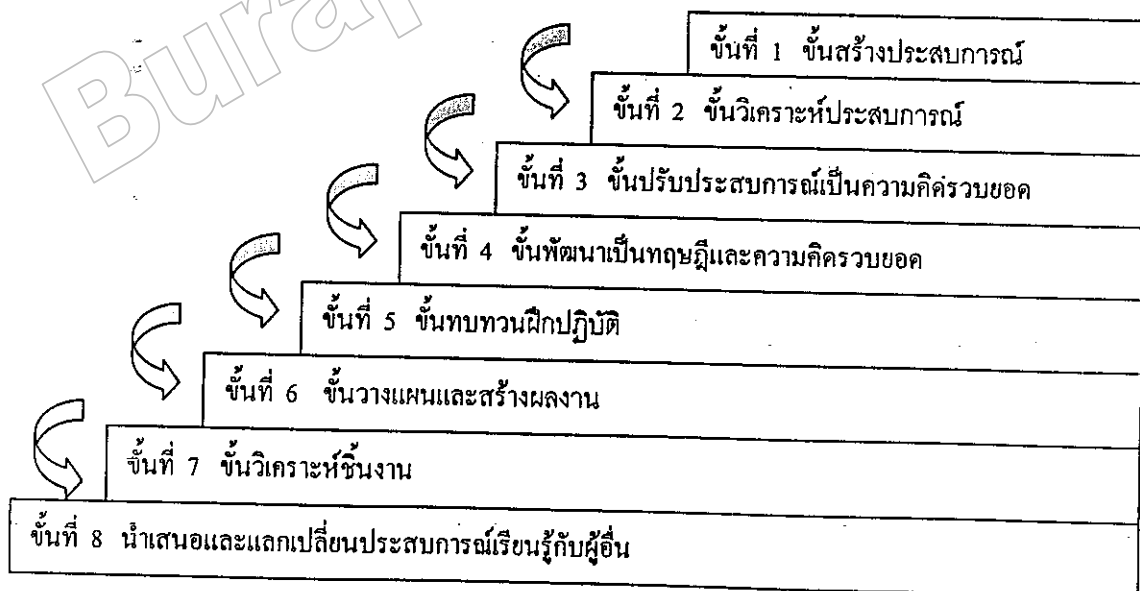 Burap
ขั้นที่ 1 ขั้นสร้างประสบการณ์
ขั้นที่ 2 ขั้นวิเคราะห์ประสบการณ์
ขั้นที่ 3 ขั้นปรับประสบการณ์เป็นความคิดรวบยอด
ขั้นที่ 4 ขั้นพัฒนาเป็นทฤษฎีและความคิดรวบยอด
ขั้นที่ 5 ขั้นทบทวนฝึกปฏิบัติ
ขั้นที่ 6 ขั้นวางแผนและสร้างผลงาน
ขั้นที่ 7 ขั้นวิเคราะห์ชิ้นงาน
ขั้นที่ 8 นำเสนอและแลกเปลี่ยนประสบการณ์เรียนรู้กับผู้อื่น